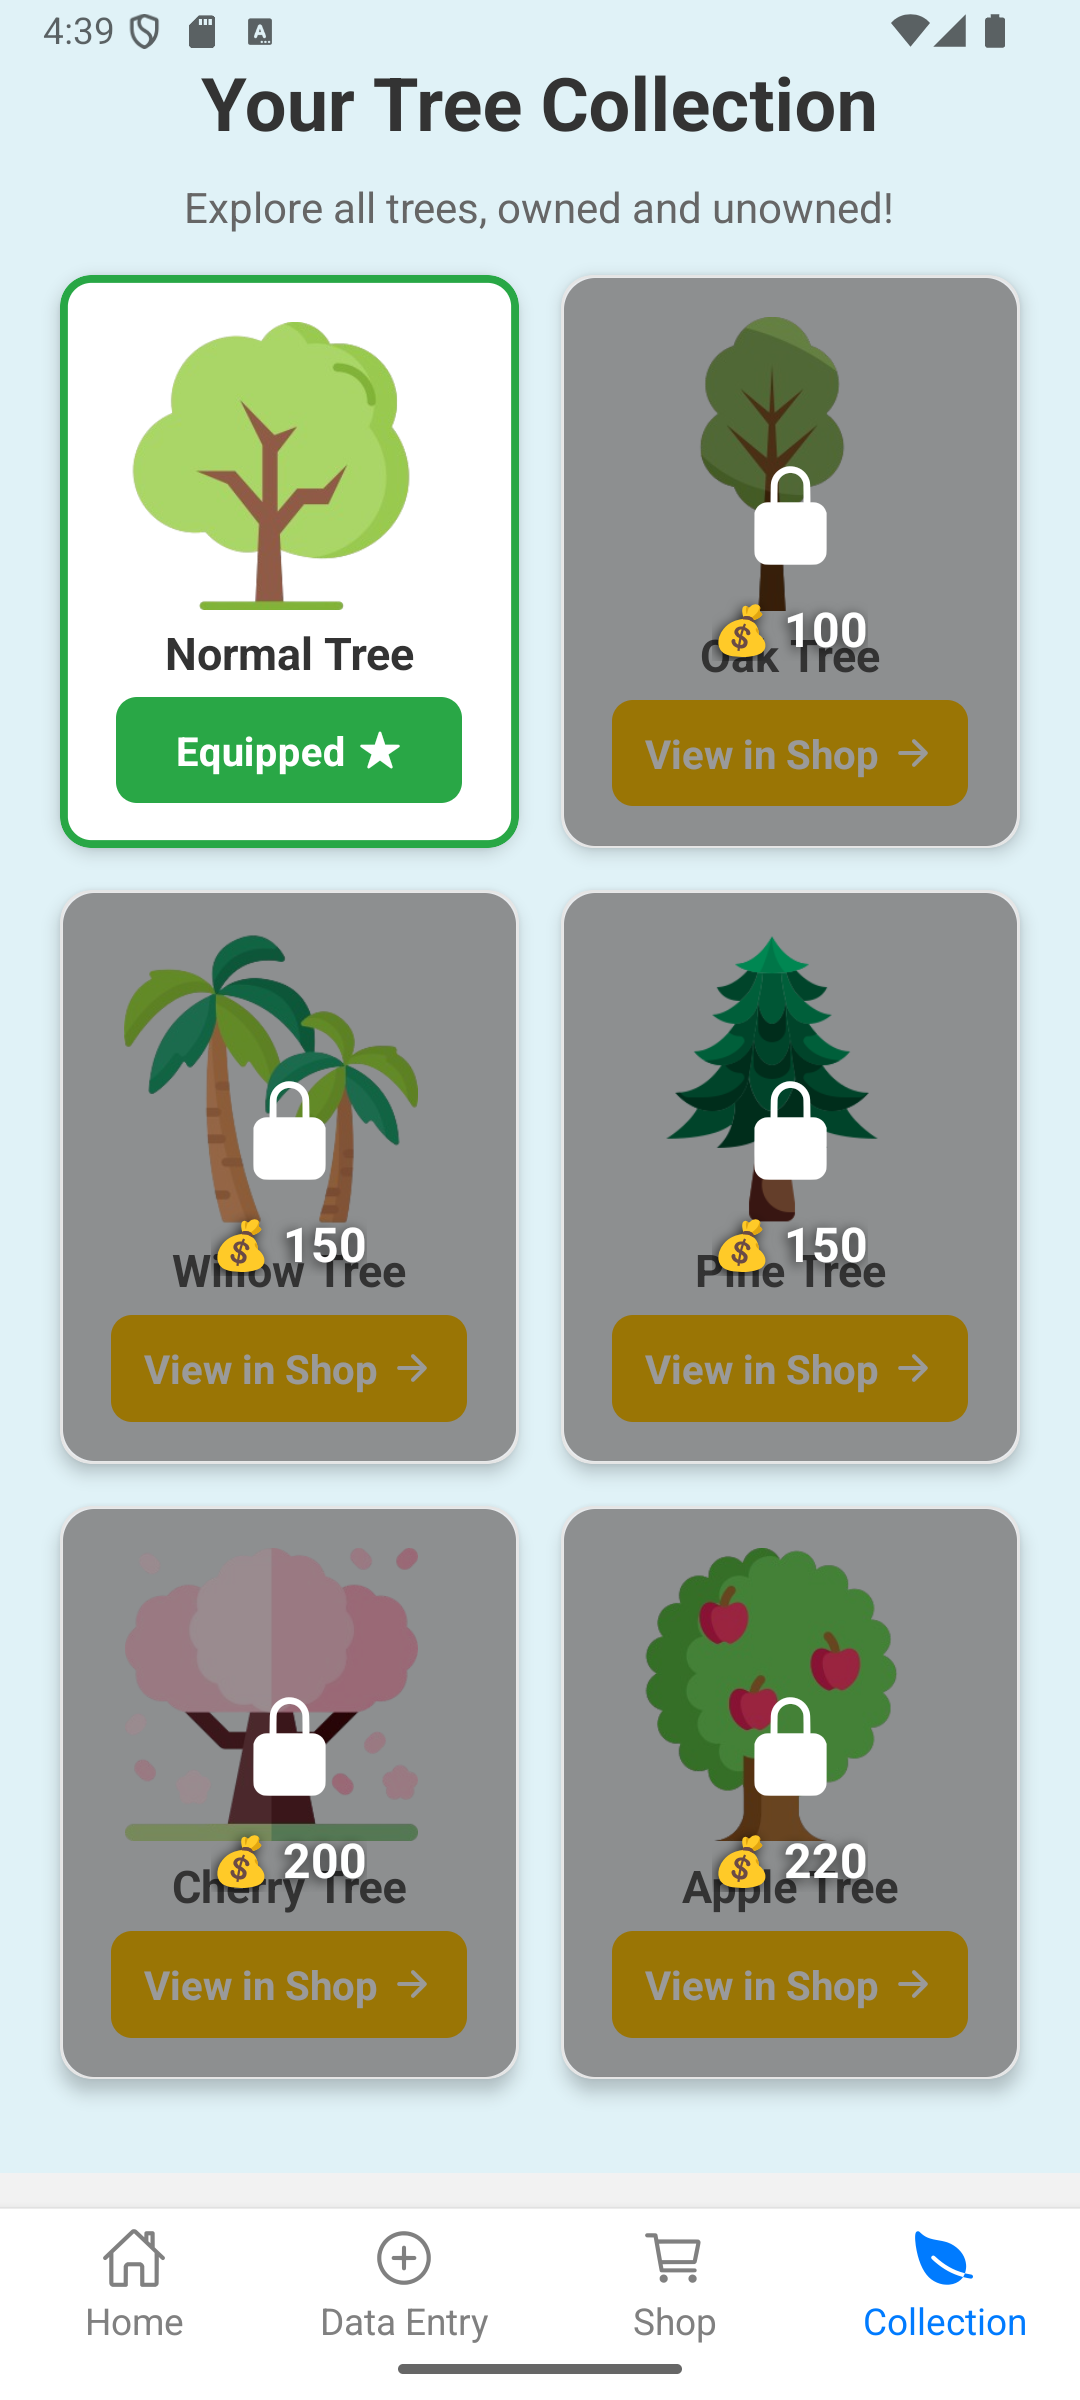 4:39
Your Tree Collection
Explore all trees, owned and unowned!
Normal Tree
Equipped
100
Oak Tree
View in Shop →
150
Willow Tree
View in Shop →
150
Pine Tree
View in Shop →
200
Cherry Tree
View in Shop →
220
Apple Tree
View in Shop →
Home
Data Entry
Shop
Collection